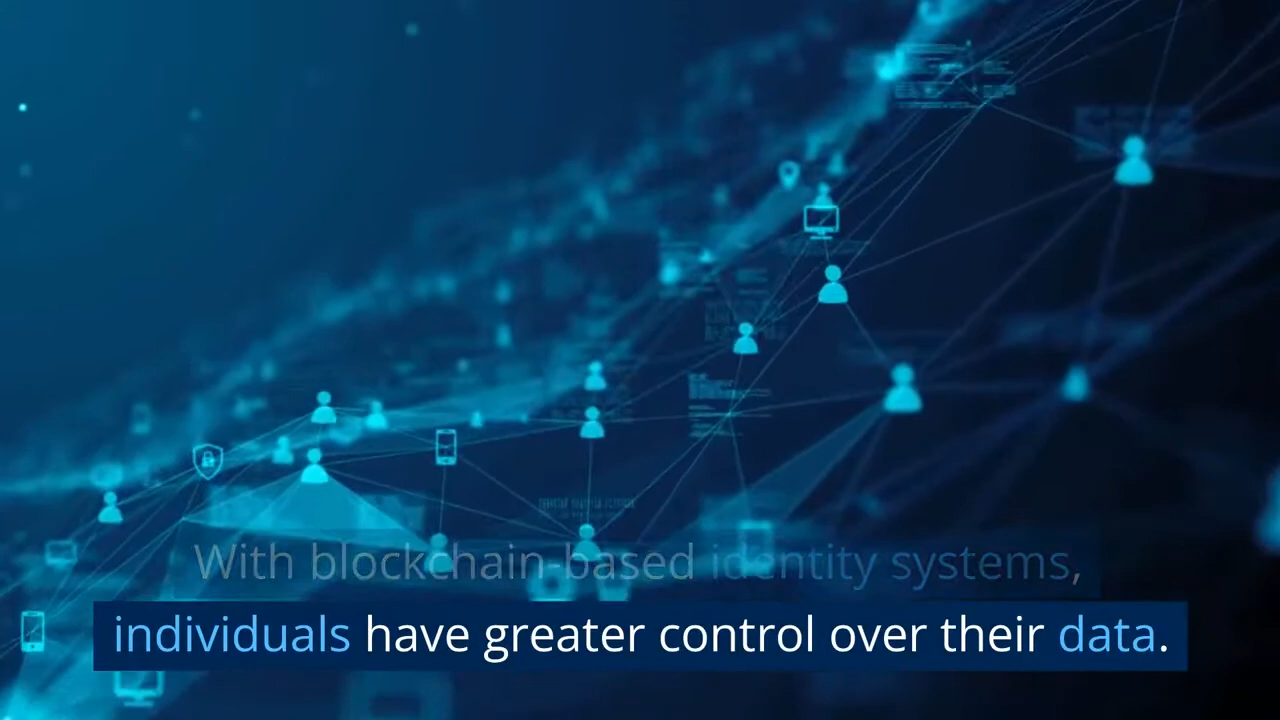 With blockchain-based identity systems,
individuals have greater control over their data.